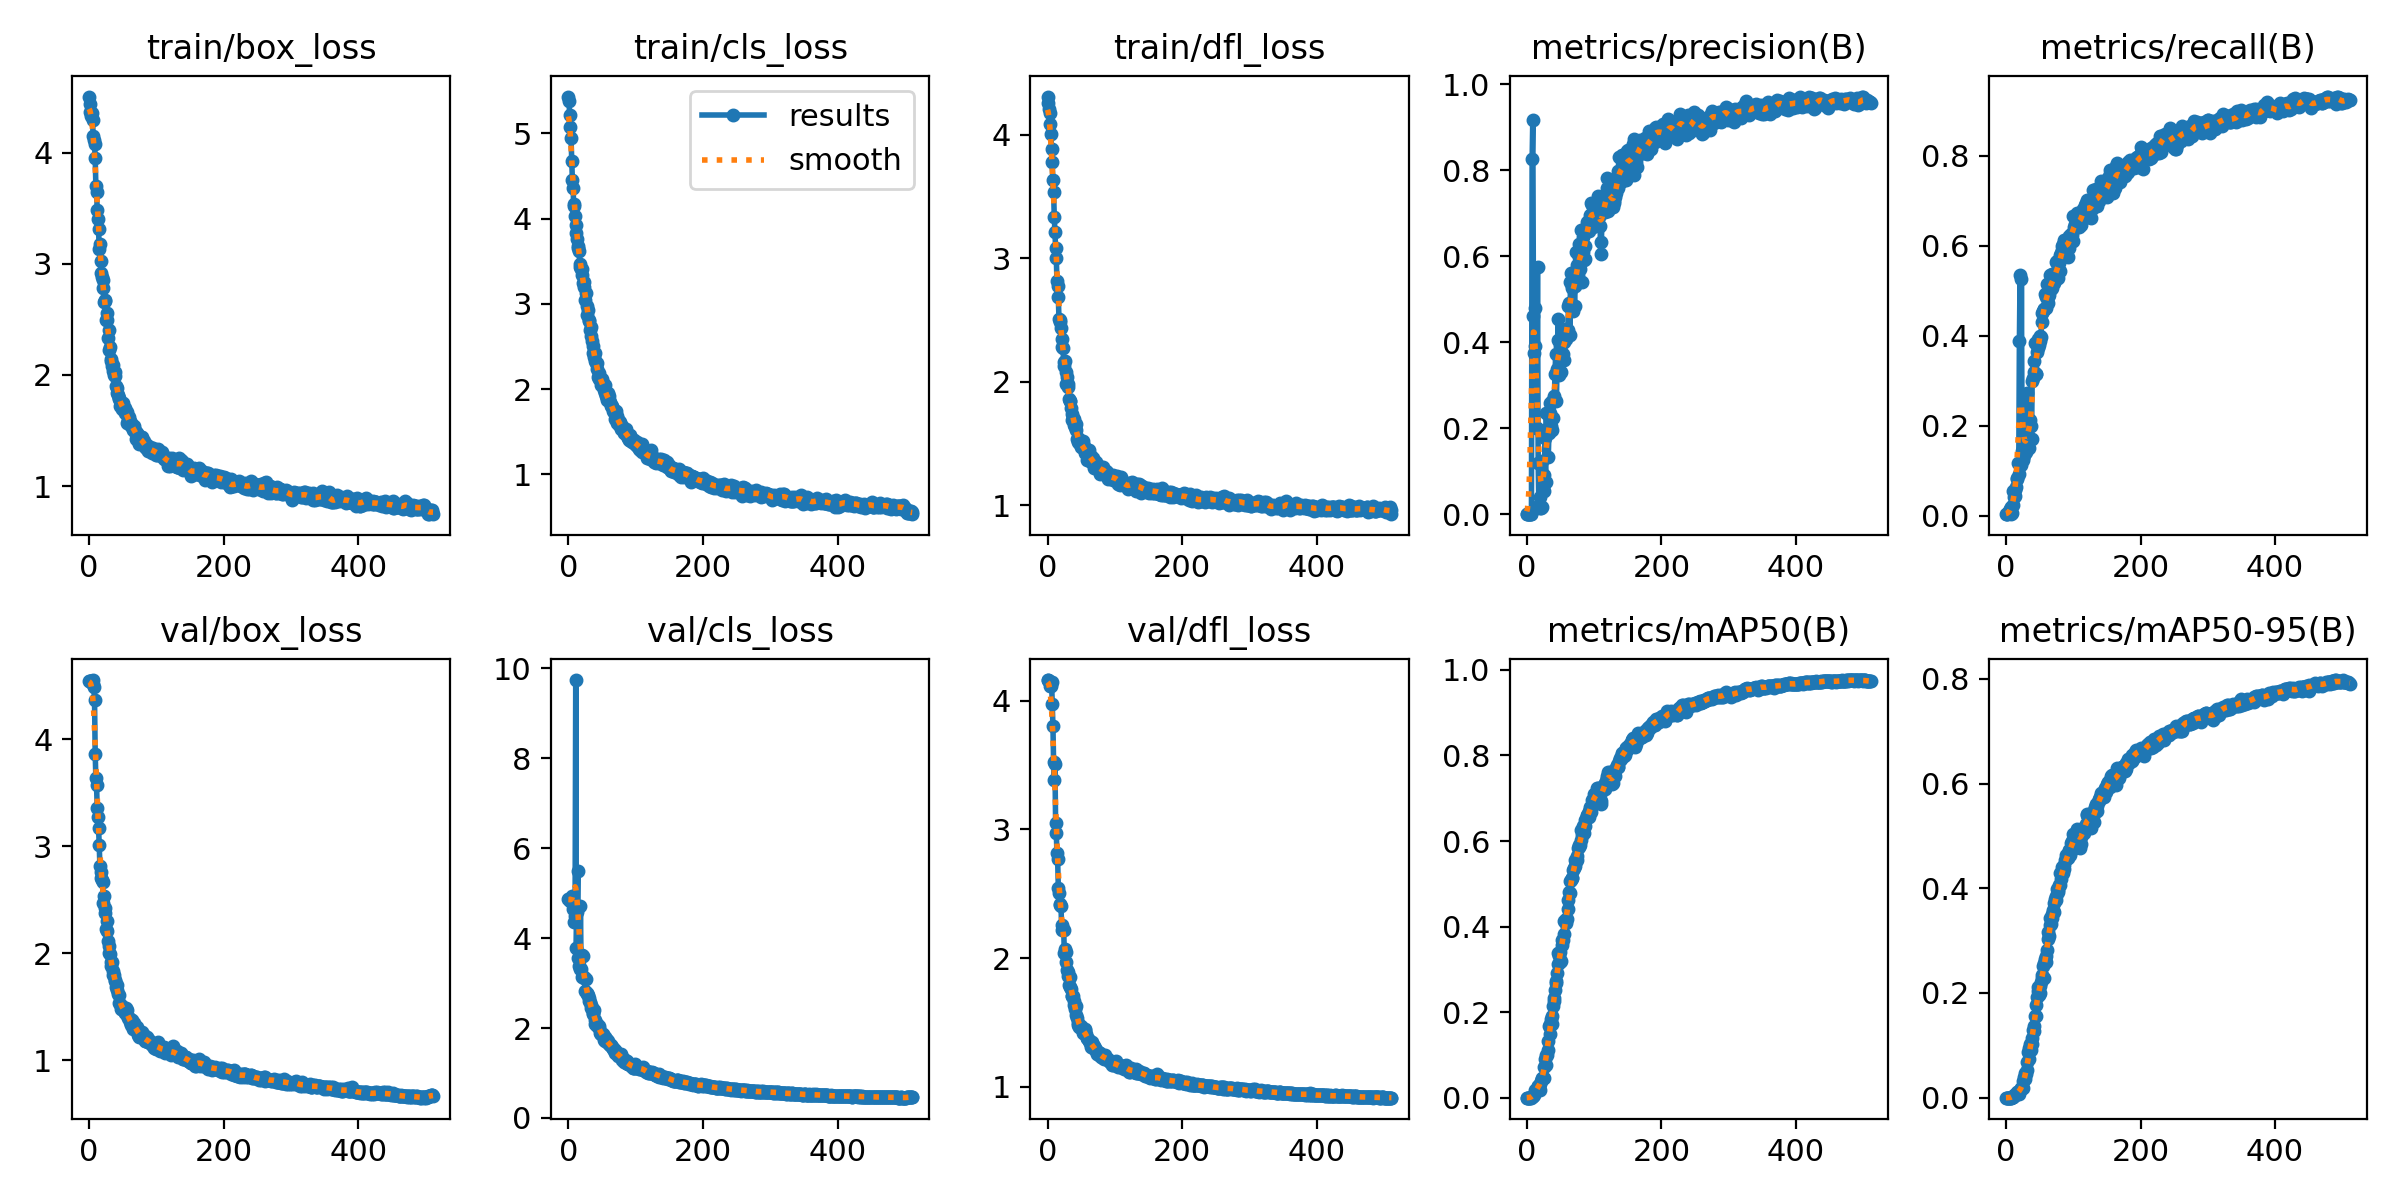 train/box_loss
4
3
2
1
0 200 400
train/cls_loss
results
smooth
5
4
3
2
1
0 200 400
train/dfl_loss
4
3
2
1
0 200 400
metrics/precision(B)
1.0
0.8
0.6
0.4
0.2
0.0
0 200 400
metrics/recall(B)
0.8
0.6
0.4
0.2
0.0
0 200 400
val/box_loss
4
3
2
1
0 200 400
val/cls_loss
10
8
6
4
2
0
0 200 400
val/dfl_loss
4
3
2
1
0 200 400
metrics/mAP50(B)
1.0
0.8
0.6
0.4
0.2
0.0
0 200 400
metrics/mAP50-95(B)
0.8
0.6
0.4
0.2
0.0
0 200 400